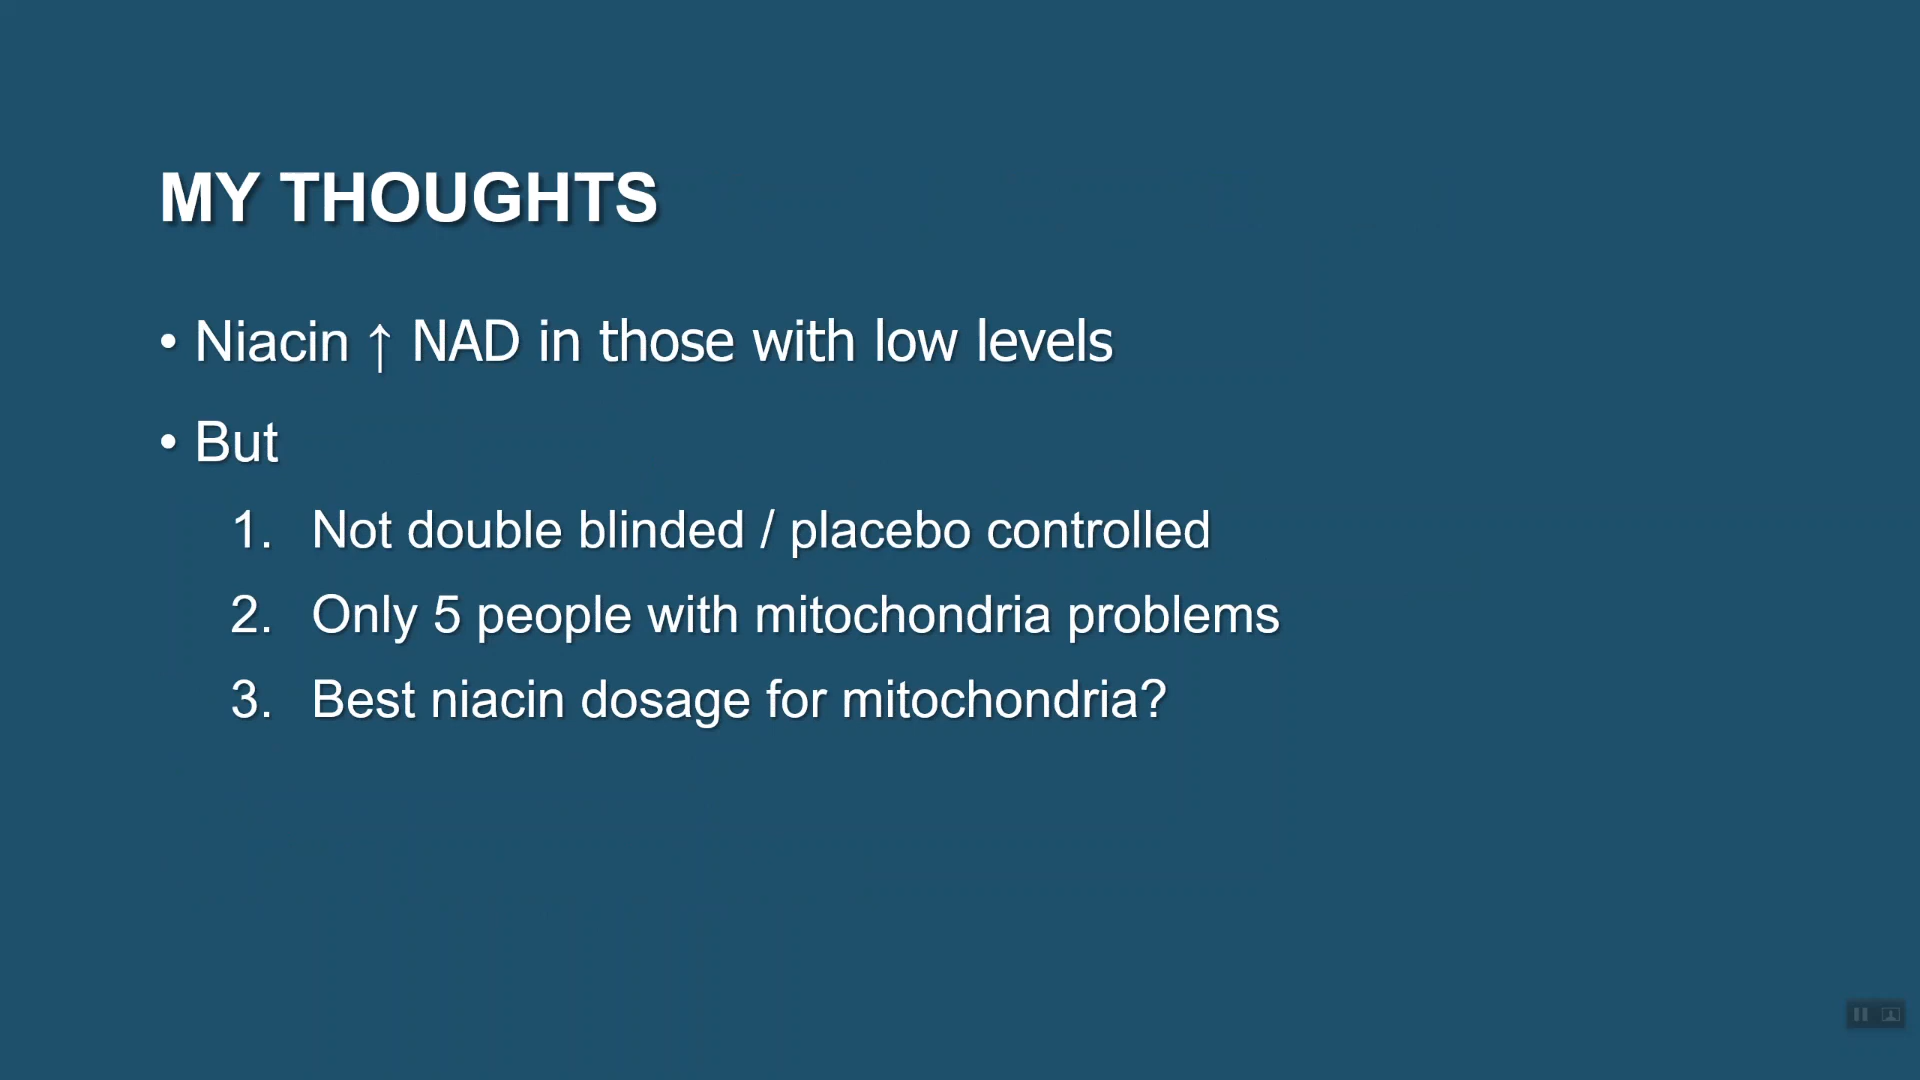 MY THOUGHTS
• Niacin ↑ NAD in those with low levels
• But
1. Not double blinded / placebo controlled
2. Only 5 people with mitochondria problems
3. Best niacin dosage for mitochondria?